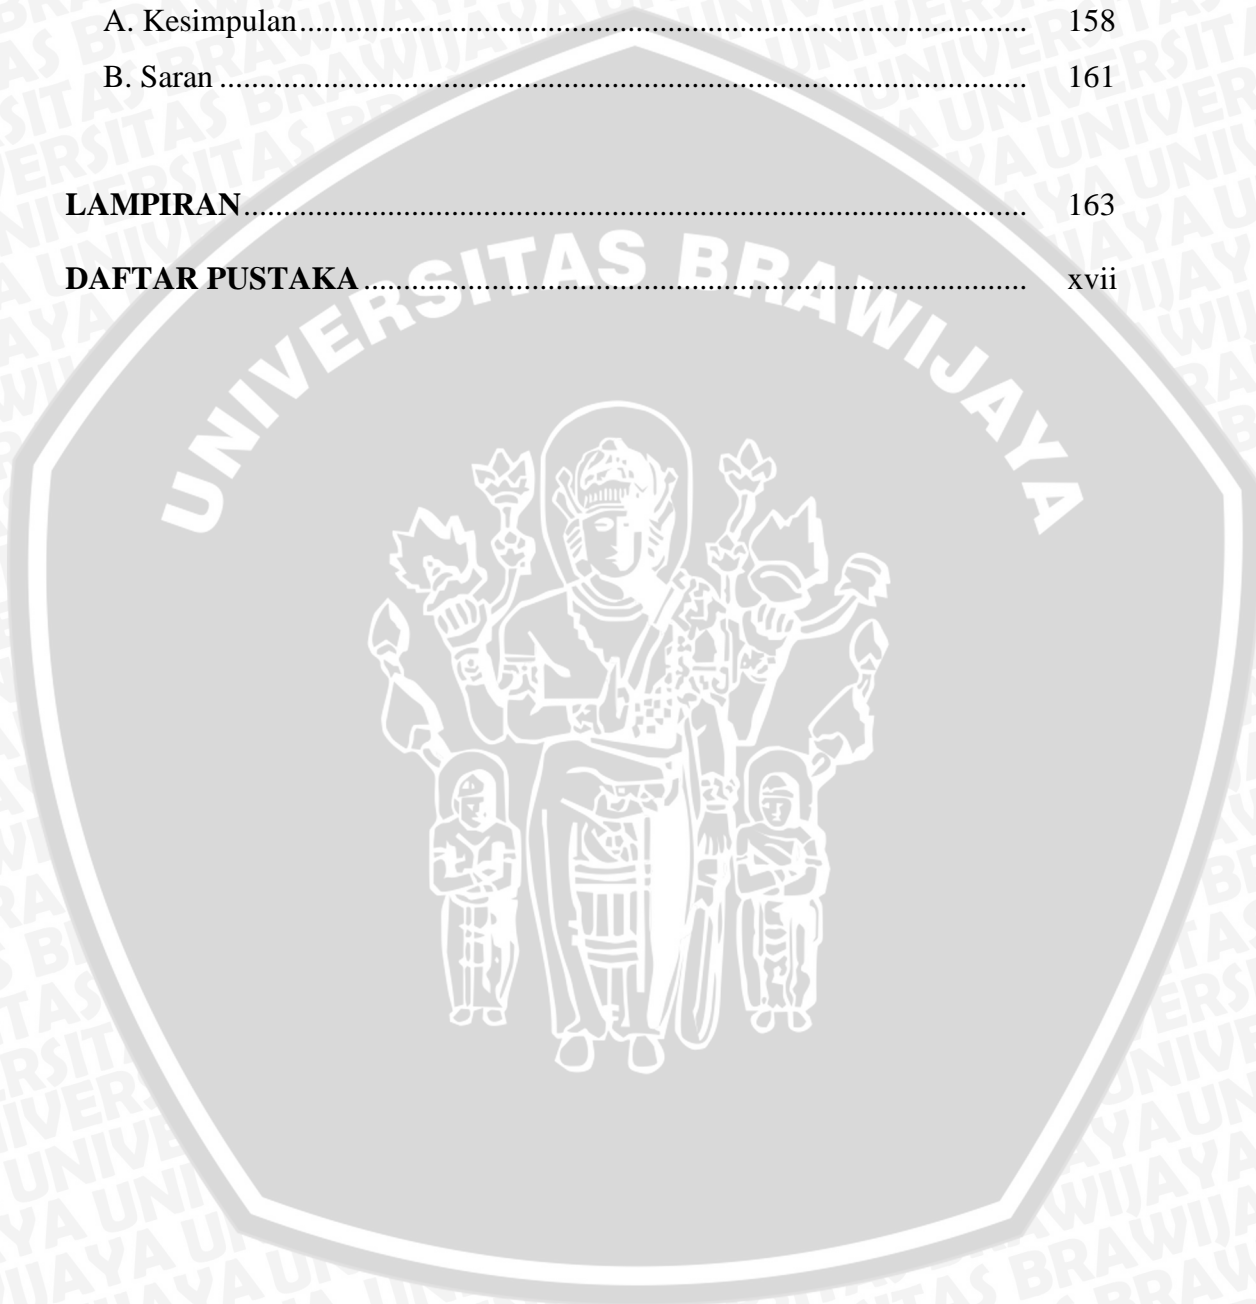 A. Kesimpulan........................................................................................... 158
B. Saran ..................................................................................................... 161
LAMPIRAN.................................................................................................. 163
DAFTAR PUSTAKA ................................................................................... xvii
UNIVERSITAS BRAWIJAYA